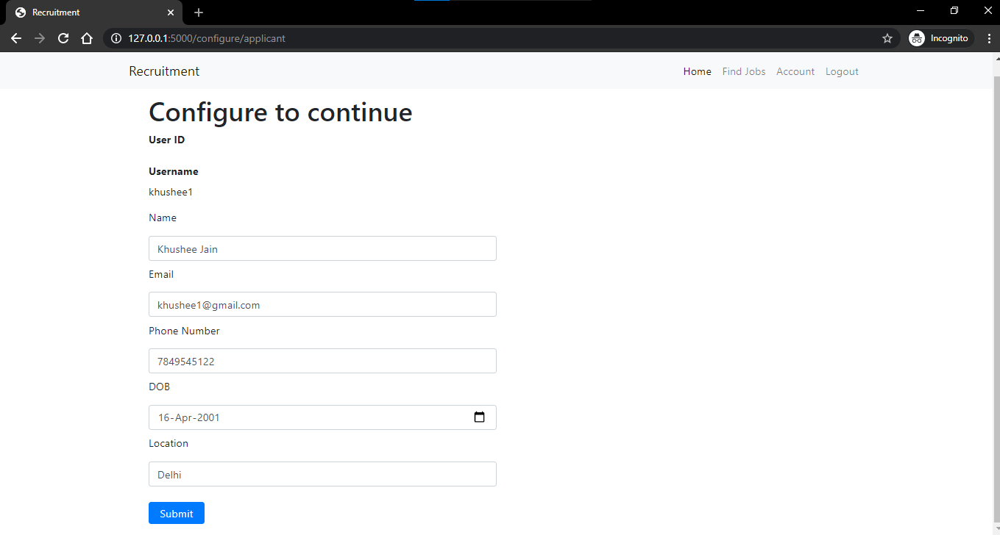 Recruitment
127.0.0.1:5000/configure/applicant
Incognito
Recruitment Home Find Jobs Account Logout
Configure to continue
User ID
Username
khushee1
Name
Khushee Jain
Email
khushee1@gmail.com
Phone Number
7849545122
DOB
16-Apr-2001
Location
Delhi
Submit